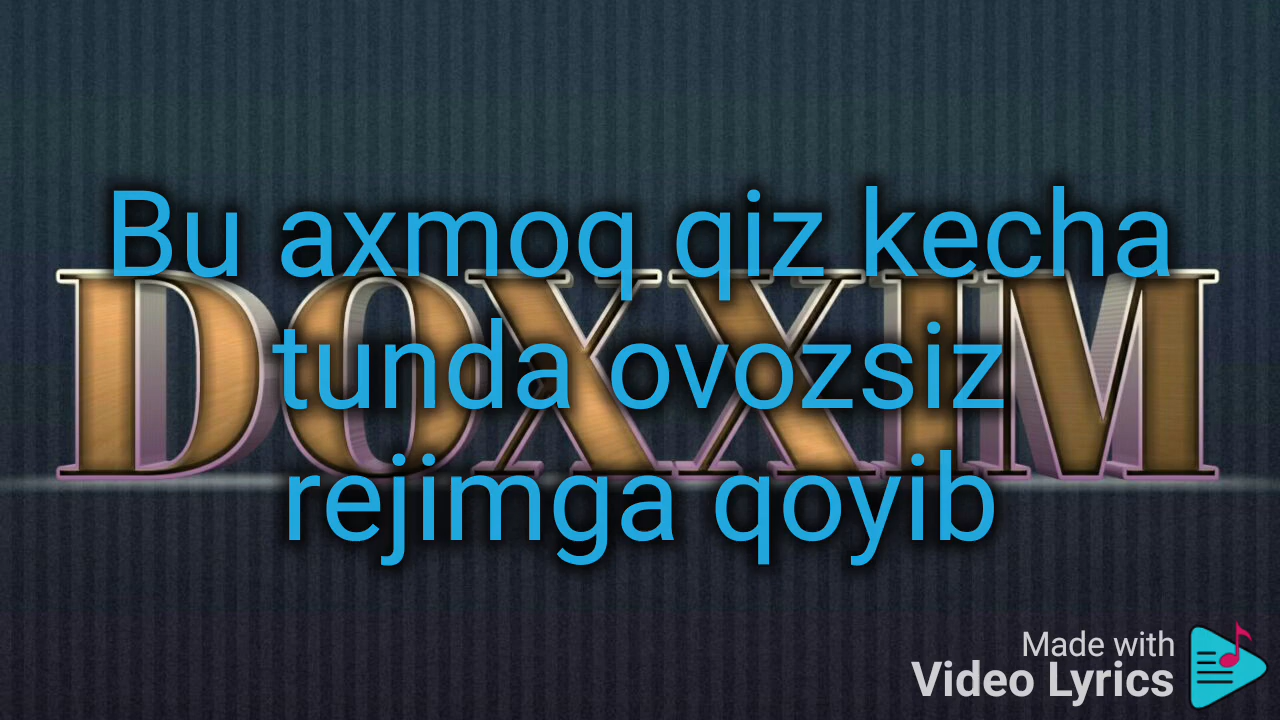 Bu axmoq qiz kecha
DOXXIM
tunda ovozsiz
rejimga qoyib
Made with
Video Lyrics